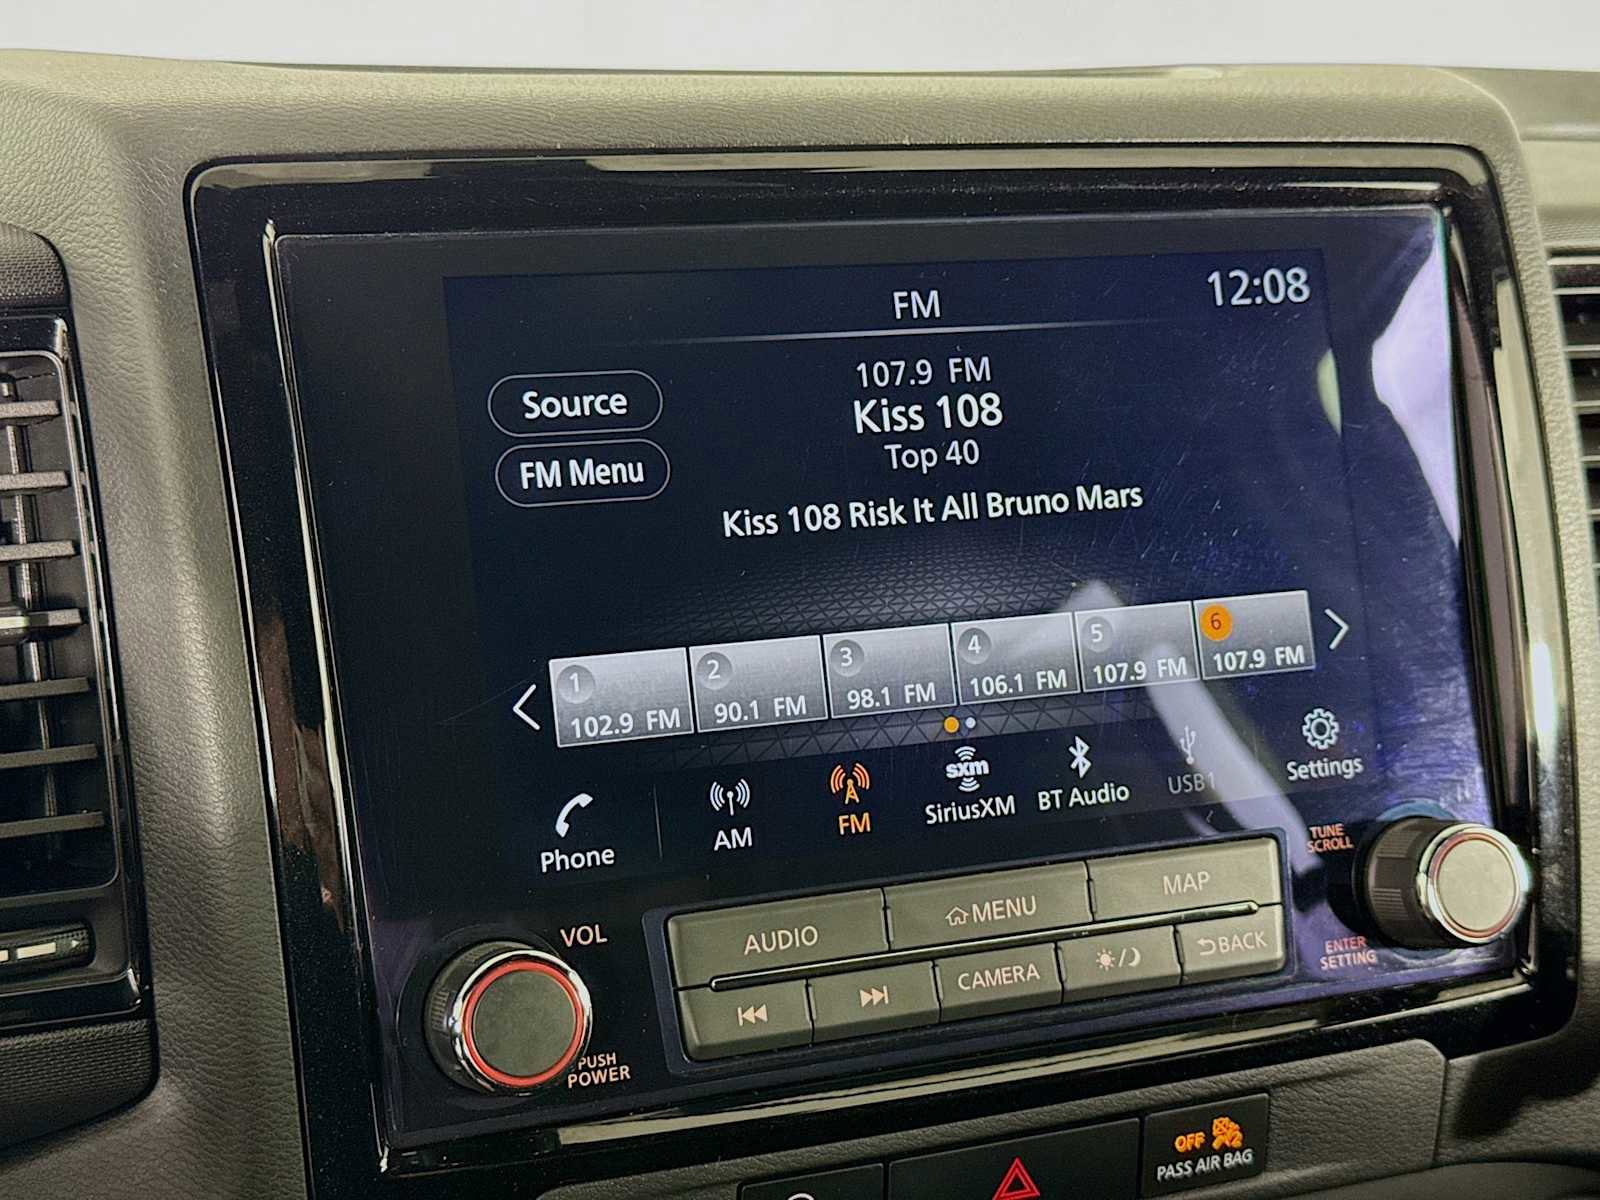 FM
12:08
107.9 FM
Source
Kiss 108
FM Menu
Top 40
Kiss 108 Risk It All Bruno Mars
1
102.9 FM
2
90.1 FM
3
98.1 FM
4
106.1 FM
5
107.9 FM
6
107.9 FM
Phone
AM
FM
sxm
SiriusXM
BT Audio
USB1
Settings
TUNE
SCROLL
VOL
AUDIO
MENU
MAP
CAMERA
BACK
ENTER
SETTING
PUSH
POWER
OFF
2
PASS AIR BAG